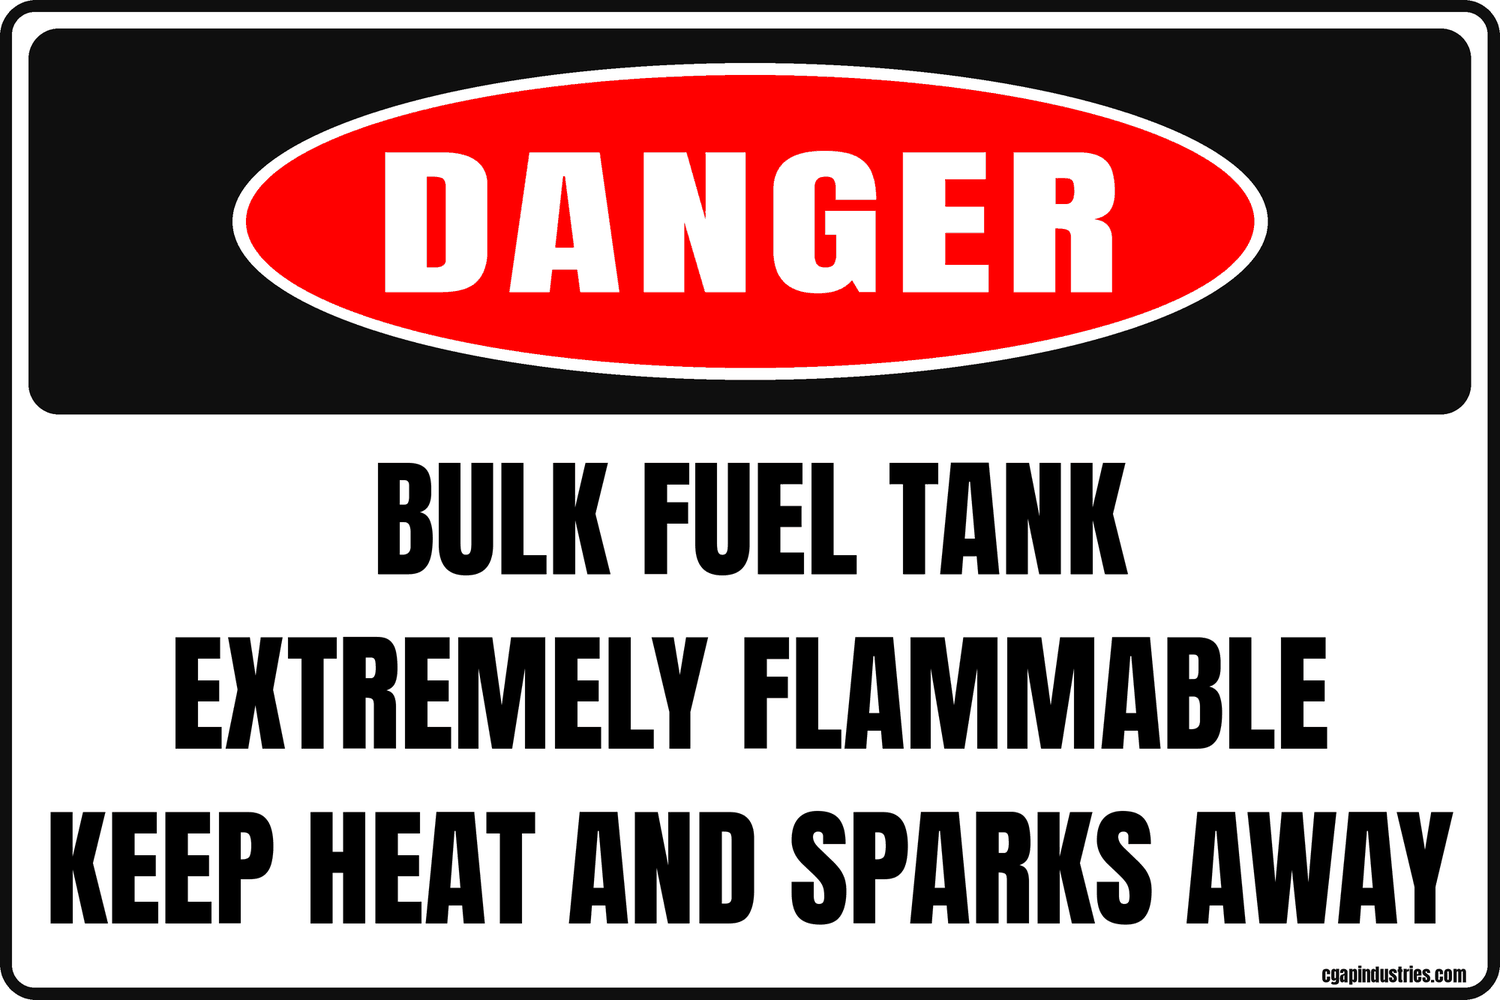 DANGER
BULK FUEL TANK
EXTREMELY FLAMMABLE
KEEP HEAT AND SPARKS AWAY
cgapindustries.com